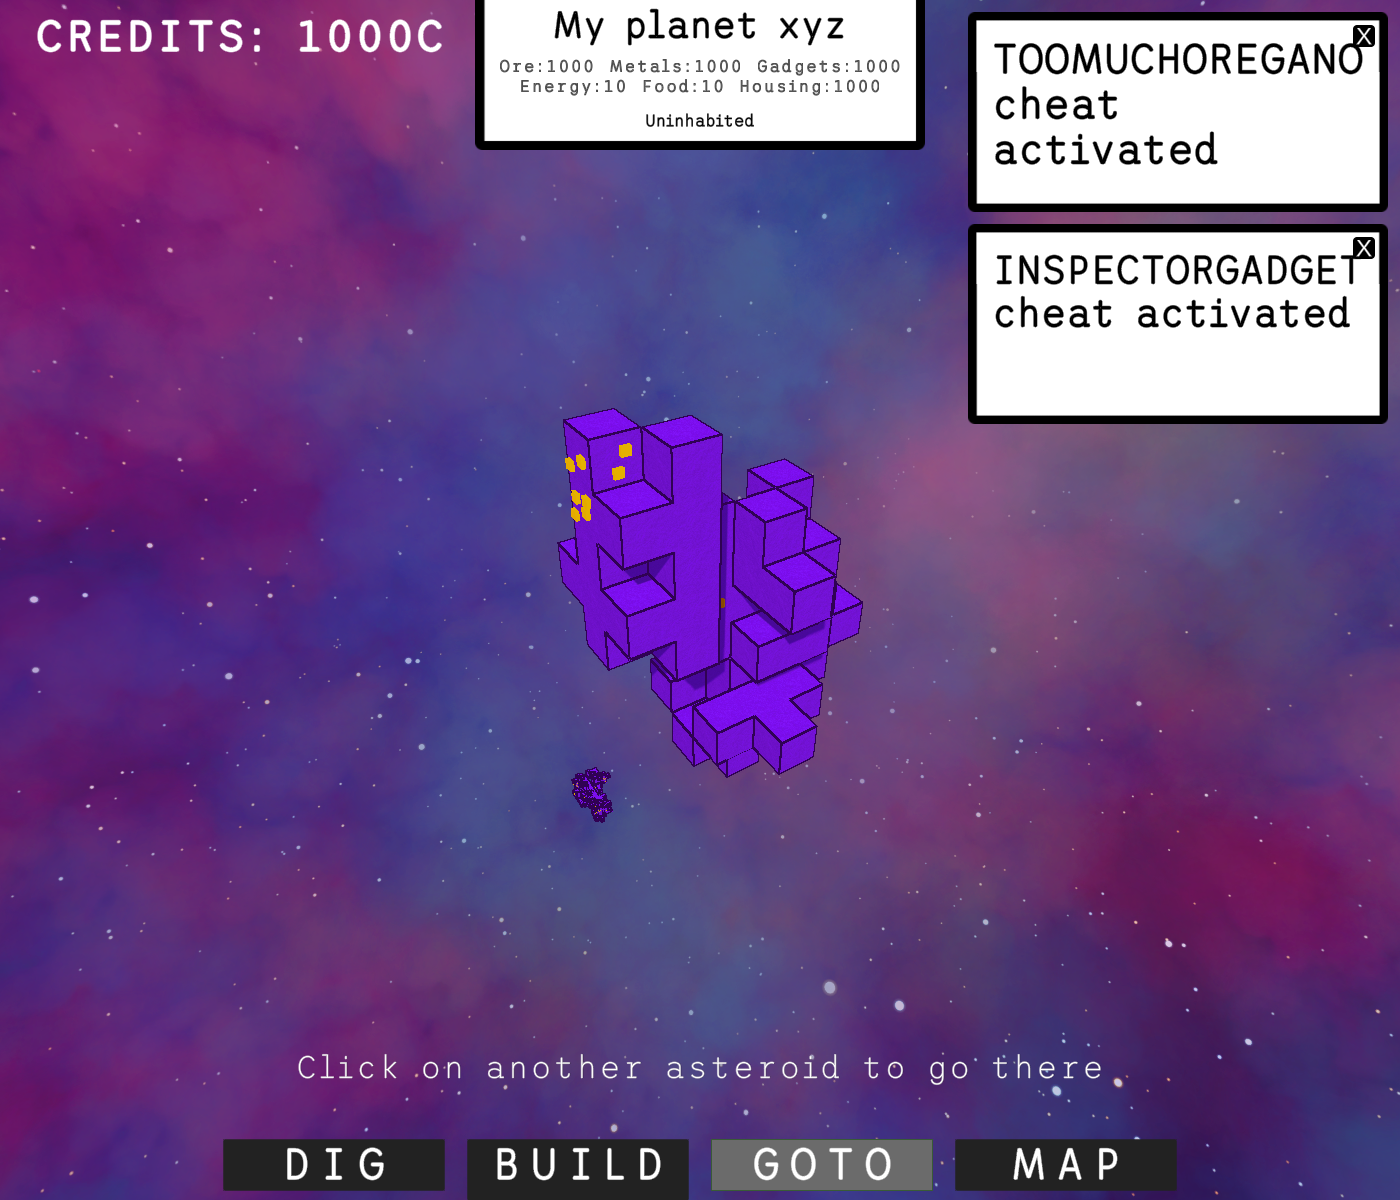 CREDITS: 1000C
My planet xyz
Ore:1000 Metals:1000 Gadgets:1000
Energy:10 Food:10 Housing:1000
Uninhabited
X
TOOMUCHOREGANO
cheat
activated
X
INSPECTORGADGET
cheat activated
Click on another asteroid to go there
DIG
BUILD
GOTO
MAP